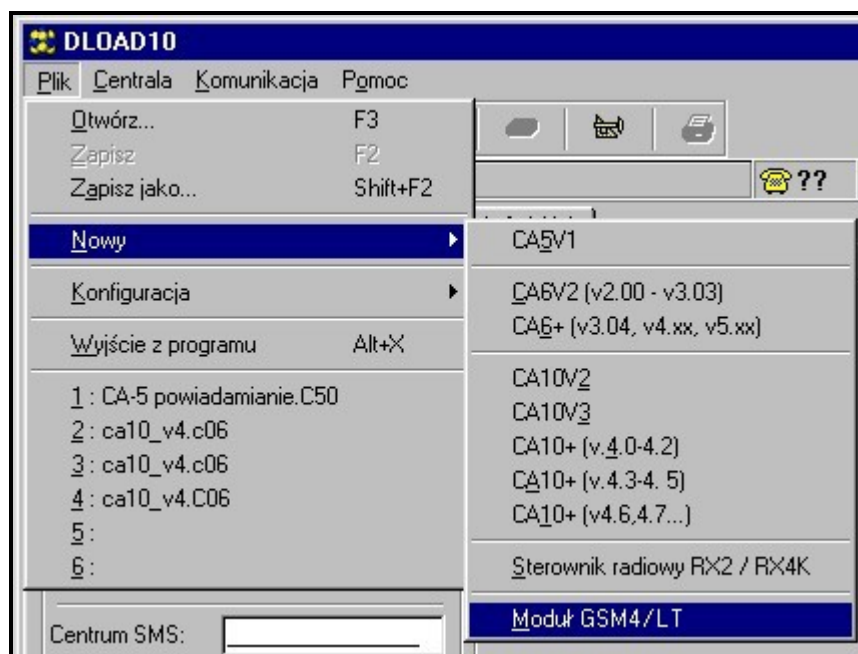 DLOAD10
Plik Centrala Komunikacja Pomoc
Otwórz... F3
Zapisz F2
Zapisz jako... Shift+F2
??
Nowy
Konfiguracja
Wyjście z programu Alt+X
1 : CA-5 powiadamianie.C50
2 : ca10_v4.c06
3 : ca10_v4.c06
4 : ca10_v4.C06
5 :
6 :
CA5V1
CA6V2 (v2.00 - v3.03)
CA6+ (v3.04, v4.xx, v5.xx)
CA10V2
CA10V3
CA10+ (v.4.0-4.2)
CA10+ (v.4.3-4. 5)
CA10+ (v4.6,4.7...)
Sterownik radiowy RX2 / RX4K
Moduł GSM4/LT
Centrum SMS: